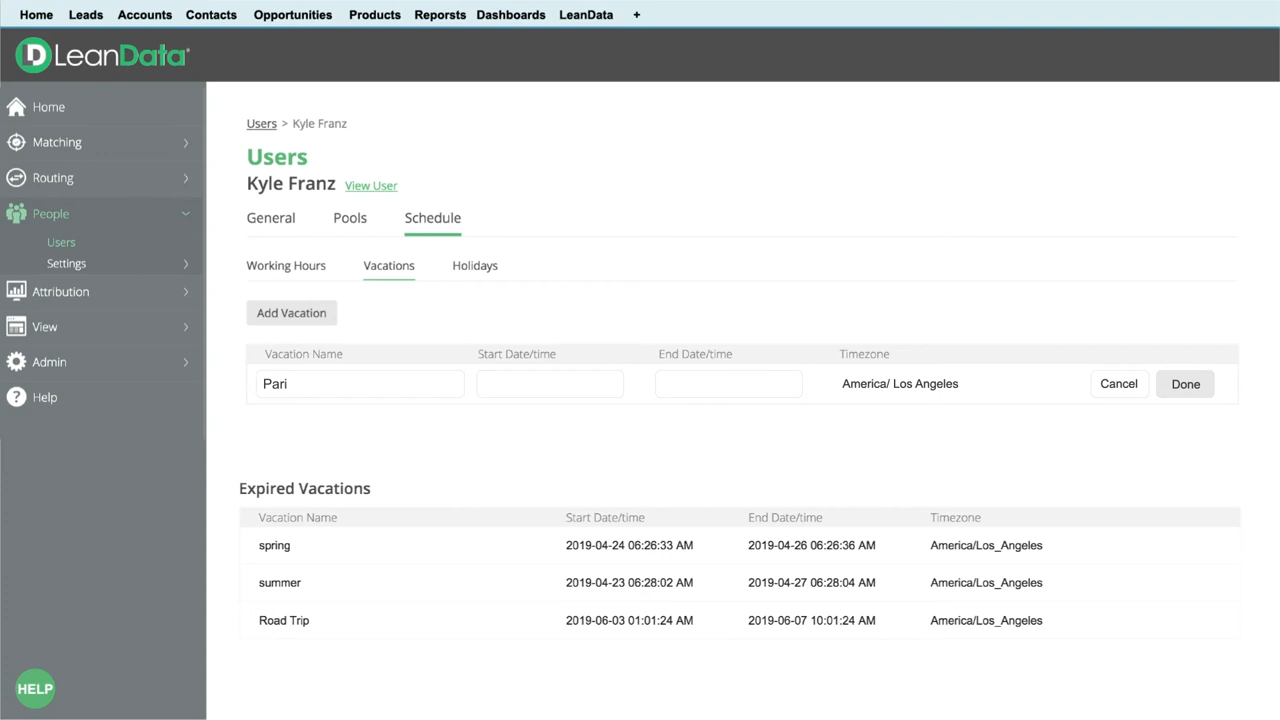 Home Leads Accounts Contacts Opportunities Products Reporsts Dashboards LeanData +
LeanData
Home
Matching
Routing
People
Users
Settings
Attribution
View
Admin
? Help
HELP
Users > Kyle Franz
Users
Kyle Franz View User
General Pools Schedule
Working Hours Vacations Holidays
Add Vacation
Vacation Name Start Date/time End Date/time Timezone
Pari America/ Los Angeles Cancel Done
Expired Vacations
Vacation Name Start Date/time End Date/time Timezone
spring 2019-04-24 06:26:33 AM 2019-04-26 06:26:36 AM America/Los_Angeles
summer 2019-04-23 06:28:02 AM 2019-04-27 06:28:04 AM America/Los_Angeles
Road Trip 2019-06-03 01:01:24 AM 2019-06-07 10:01:24 AM America/Los_Angeles